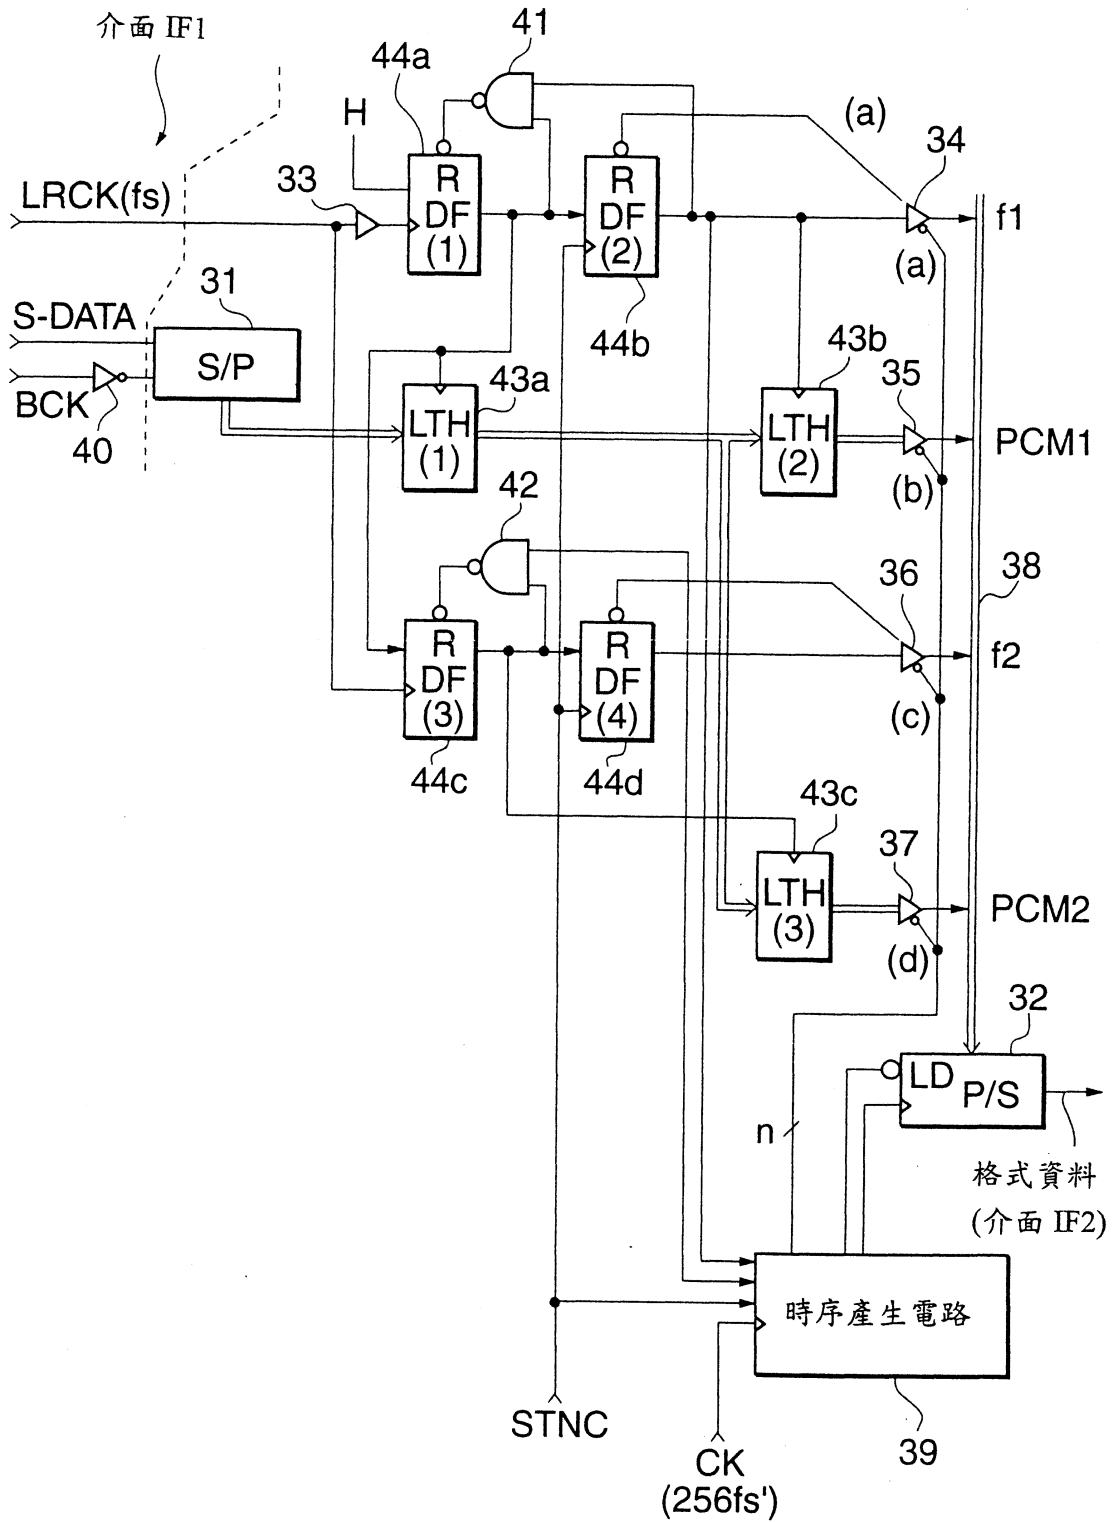 介面 IF1
41
44a
H
(a)
34
LRCK(fs)
33
R
DF
(1)
R
DF
(2)
f1
(a)
S-DATA
31
S/P
44b
43b
BCK
40
43a
LTH
(1)
LTH
(2)
35
PCM1
(b)
42
36
38
R
DF
(3)
R
DF
(4)
f2
(c)
44c
44d
43c
37
LTH
(3)
PCM2
(d)
32
LD
P/S
n
格式資料
(介面 IF2)
時序產生電路
STNC
CK
(256fs')
39